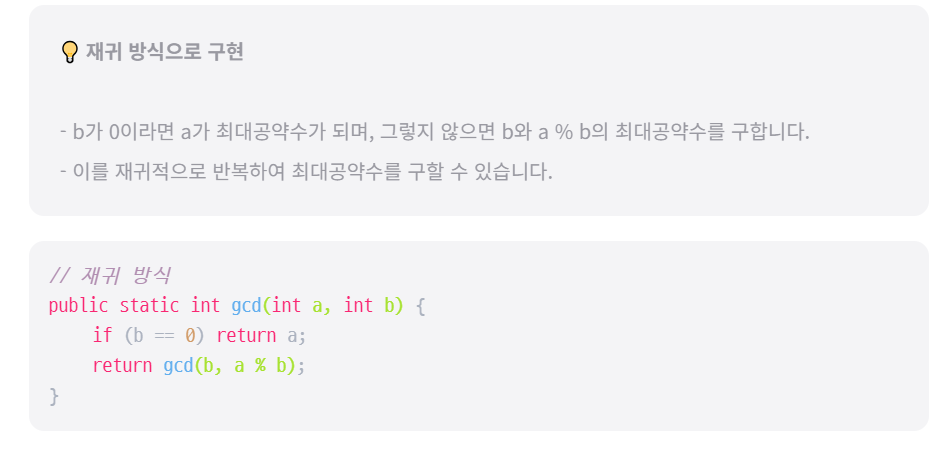 💡 재귀 방식으로 구현
- b가 0이라면 a가 최대공약수가 되며, 그렇지 않으면 b와 a % b의 최대공약수를 구합니다.
- 이를 재귀적으로 반복하여 최대공약수를 구할 수 있습니다.
// 재귀 방식
public static int gcd(int a, int b) {
    if (b == 0) return a;
    return gcd(b, a % b);
}